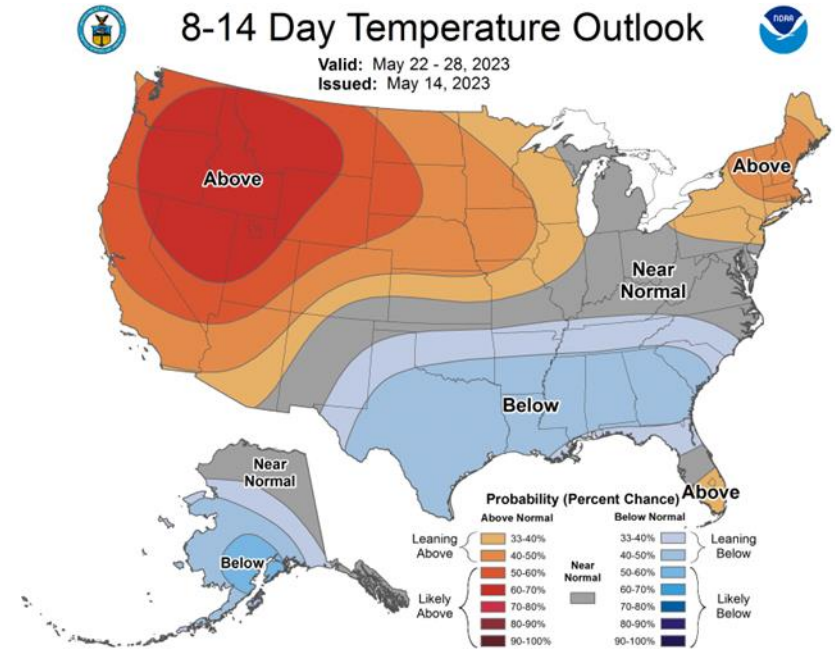 8-14 Day Temperature Outlook
NOAA
Valid: May 22 - 28, 2023
Issued: May 14, 2023
Above
Above
Near
Normal
Below
Near
Normal
Below
Above
Probability (Percent Chance)
Above Normal
Below Normal
Leaning
Above
33-40%
40-50%
Likely
Above
50-60%
60-70%
70-80%
80-90%
90-100%
Near
Normal
33-40%
40-50%
Leaning
Below
50-60%
60-70%
70-80%
80-90%
90-100%
Likely
Below